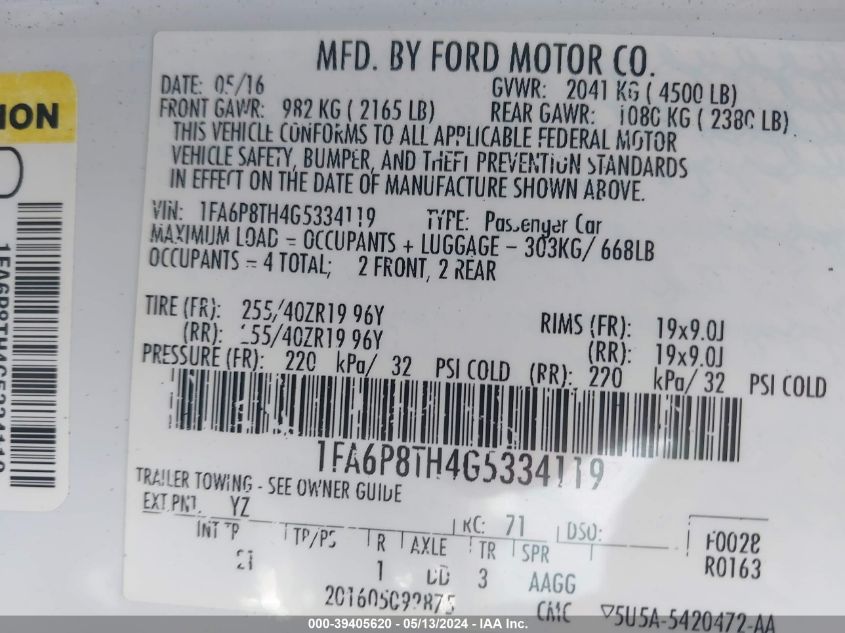 MFD. BY FORD MOTOR CO.
DATE: 05/16 GVWR: 2041 KG ( 4500 LB)
FRONT GAWR: 982 KG ( 2165 LB) REAR GAWR: 1080 KG ( 2380 LB)
THIS VEHICLE CONFORMS TO ALL APPLICABLE FEDERAL MOTOR
VEHICLE SAFETY, BUMPER, AND THEFT PREVENTION STANDARDS
IN EFFECT ON THE DATE OF MANUFACTURE SHOWN ABOVE.
VIN: 1FA6P8TH4G5334119 TYPE: Passenger Car
MAXIMUM LOAD = OCCUPANTS + LUGGAGE - 303KG/ 668LB
OCCUPANTS = 4 TOTAL; 2 FRONT, 2 REAR
TIRE (FR): 255/40ZR19 96Y RIMS (FR): 19x9.0J
(RR): 255/40ZR19 96Y (RR): 19x9.0J
PRESSURE (FR): 220 kPa/ 32 PSI COLD (RR): 220 kPa/ 32 PSI COLD
1FA6P8TH4G5334119
TRAILER TOWING - SEE OWNER GUIDE
EXT PNT. YZ KC: 71 DSO: F0028
INT TR TP/PS R AXLE TR SPR R0163
1 3 AAGG
5U5A-5420472-AA
1FA6P8TH4G5334119
000-39405620 - 05/13/2024 - IAA Inc.